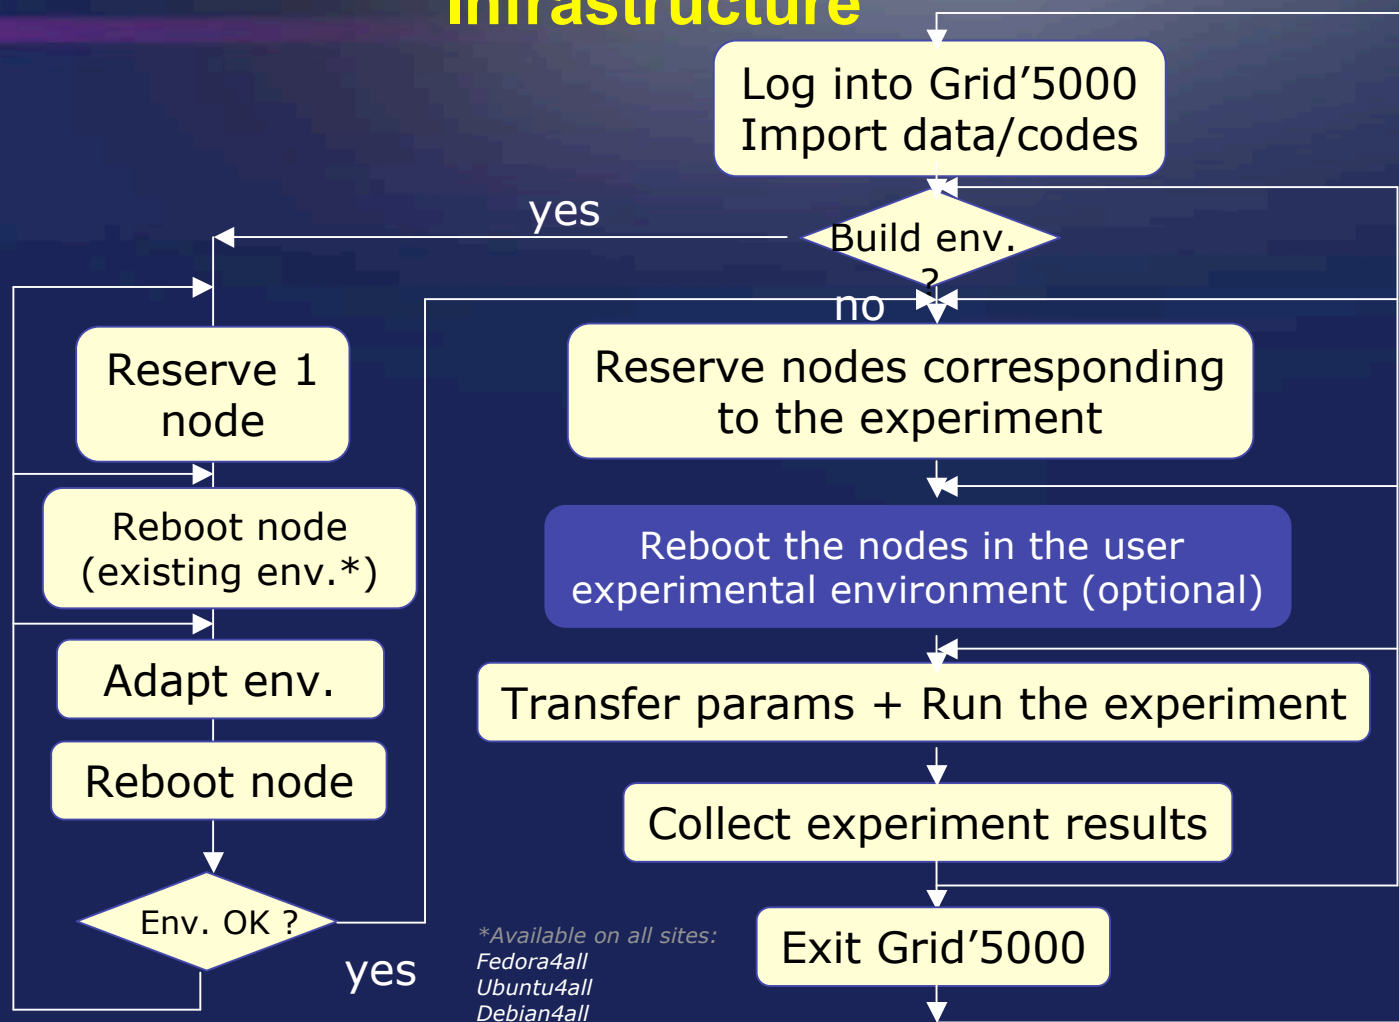 Infrastructure
Log into Grid’5000
Import data/codes
yes
Build env.
?
no
Reserve 1
node
Reserve nodes corresponding
to the experiment
Reboot node
(existing env.*)
Reboot the nodes in the user
experimental environment (optional)
Adapt env.
Transfer params + Run the experiment
Reboot node
Collect experiment results
Env. OK ?
yes
*Available on all sites:
Fedora4all
Ubuntu4all
Debian4all
Exit Grid’5000